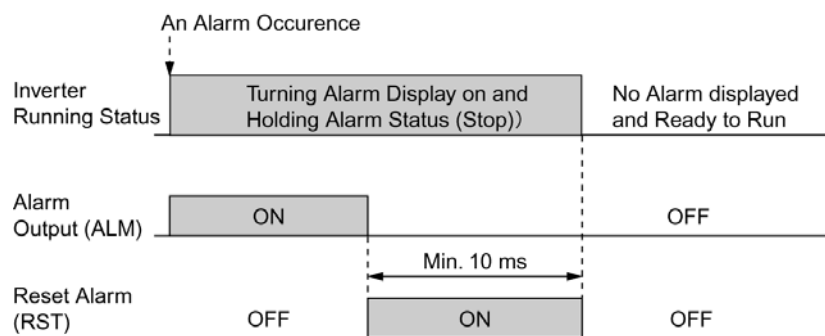 An Alarm Occurence
Inverter
Running Status
Turning Alarm Display on and
Holding Alarm Status (Stop))
No Alarm displayed
and Ready to Run
Alarm
Output (ALM)
ON
OFF
Min. 10 ms
Reset Alarm
(RST)
OFF
ON
OFF